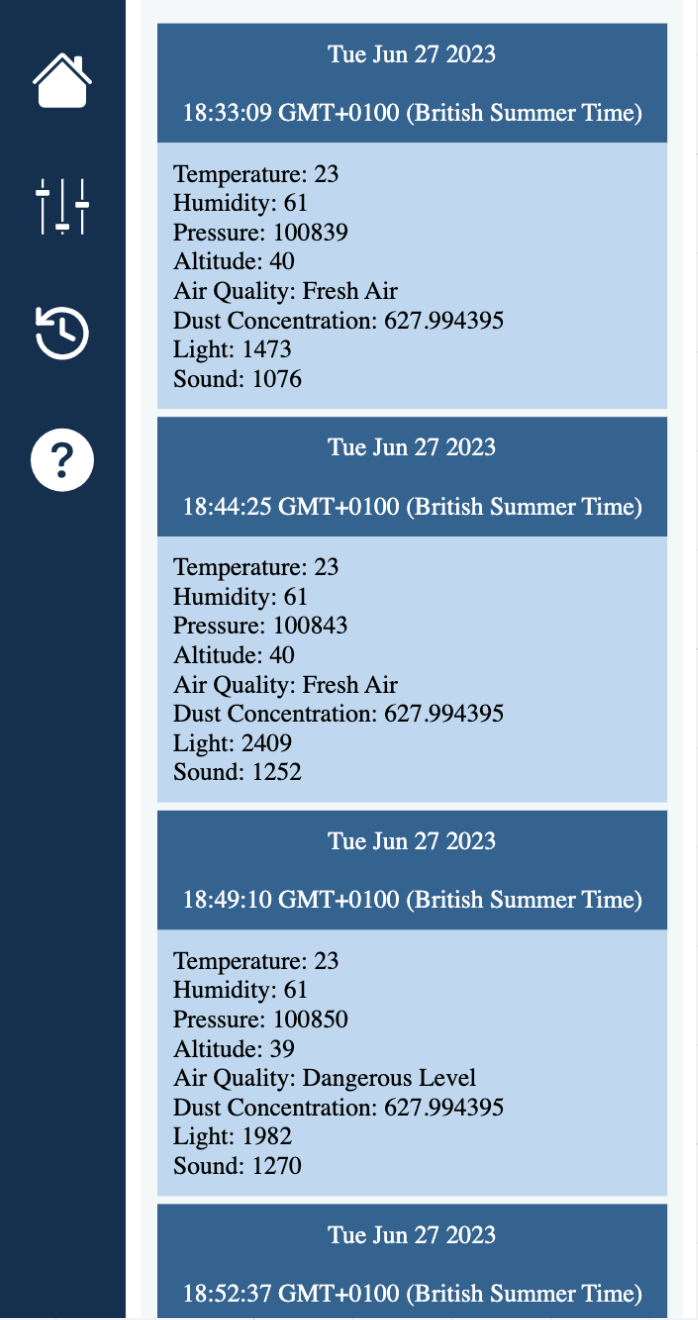 Tue Jun 27 2023
18:33:09 GMT+0100 (British Summer Time)
Temperature: 23
Humidity: 61
Pressure: 100839
Altitude: 40
Air Quality: Fresh Air
Dust Concentration: 627.994395
Light: 1473
Sound: 1076
?
Tue Jun 27 2023
18:44:25 GMT+0100 (British Summer Time)
Temperature: 23
Humidity: 61
Pressure: 100843
Altitude: 40
Air Quality: Fresh Air
Dust Concentration: 627.994395
Light: 2409
Sound: 1252
Tue Jun 27 2023
18:49:10 GMT+0100 (British Summer Time)
Temperature: 23
Humidity: 61
Pressure: 100850
Altitude: 39
Air Quality: Dangerous Level
Dust Concentration: 627.994395
Light: 1982
Sound: 1270
Tue Jun 27 2023
18:52:37 GMT+0100 (British Summer Time)